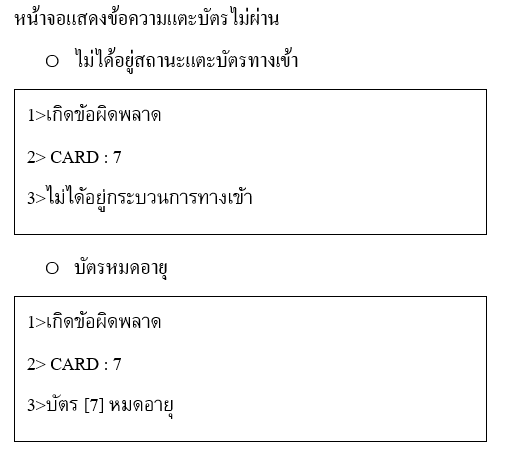 หน้าจอแสดงข้อความแตะบัตรไม่ผ่าน
o ไม่ได้อยู่สถานะแตะบัตรทางเข้า
1>เกิดข้อผิดพลาด
2> CARD : 7
3>ไม่ได้อยู่กระบวนการทางเข้า
o บัตรหมดอายุ
1>เกิดข้อผิดพลาด
2> CARD : 7
3>บัตร [7] หมดอายุ